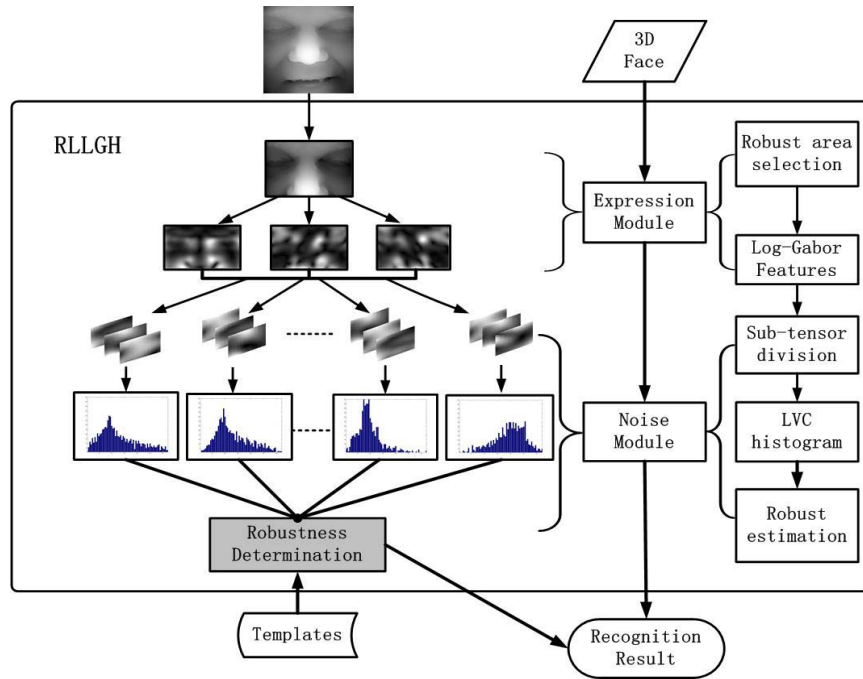 3D
Face
RLLGH
Robust area
selection
Expression
Module
Log-Gabor
Features
Sub-tensor
division
LVC
histogram
Noise
Module
Robust
estimation
Robustness
Determination
Templates
Recognition
Result